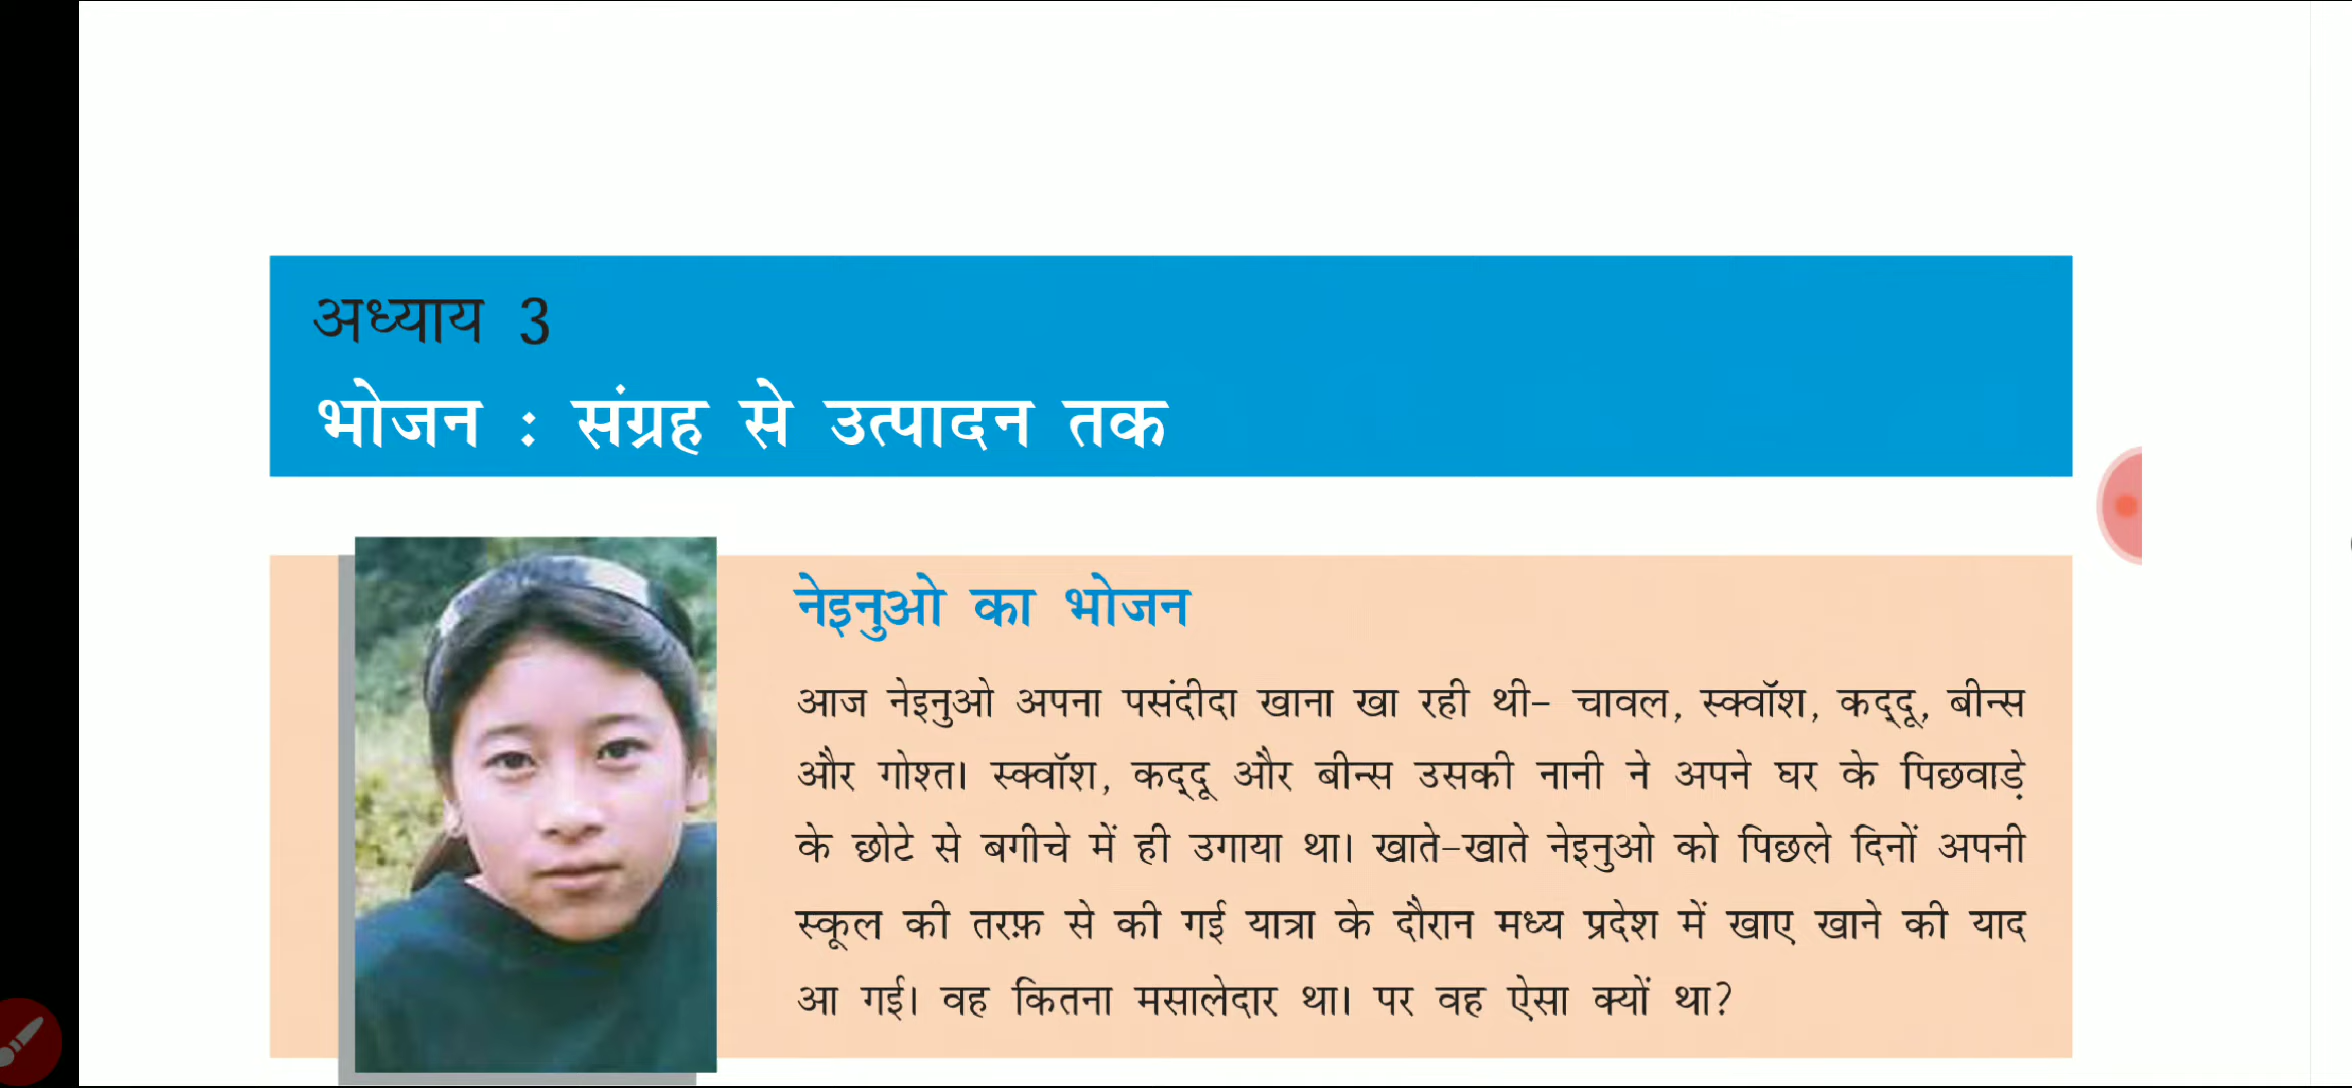 अध्याय 3
भोजन : संग्रह से उत्पादन तक
नेइनुओ का भोजन
आज नेइनुओ अपना पसंदीदा खाना खा रही थी– चावल, स्क्वॉश, कद्‌दू, बीन्स
और गोश्त। स्क्वॉश, कद्‌दू और बीन्स उसकी नानी ने अपने घर के पिछवाड़े
के छोटे से बगीचे में ही उगाया था। खाते–खाते नेइनुओ को पिछले दिनों अपनी
स्कूल की तरफ़ से की गई यात्रा के दौरान मध्य प्रदेश में खाए खाने की याद
आ गई। वह कितना मसालेदार था। पर वह ऐसा क्यों था?